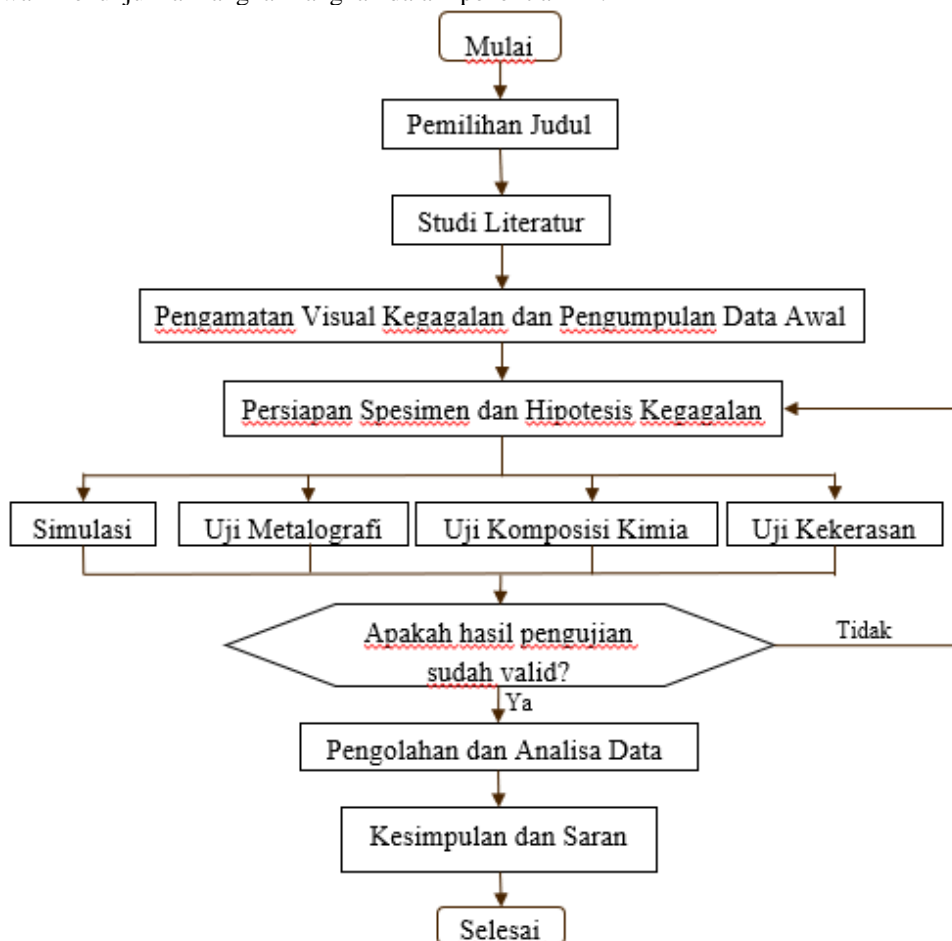 Mulai
Pemilihan Judul
Studi Literatur
Pengamatan Visual Kegagalan dan Pengumpulan Data Awal
Persiapan Spesimen dan Hipotesis Kegagalan
Simulasi
Uji Metalografi
Uji Komposisi Kimia
Uji Kekerasan
Apakah hasil pengujian
sudah valid?
Tidak
Ya
Pengolahan dan Analisa Data
Kesimpulan dan Saran
Selesai